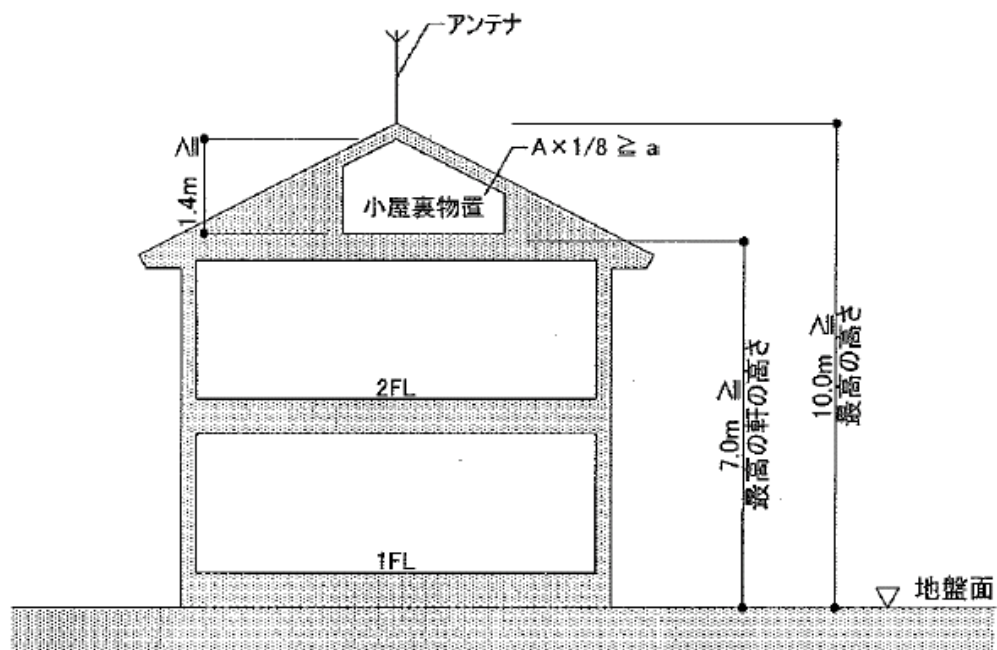 アンテナ
A×1/8 ≧ a
1.4m ≧
小屋裏物置
2FL
1FL
7.0m ≧
最高の軒の高さ
10.0m ≧
最高の高さ
地盤面